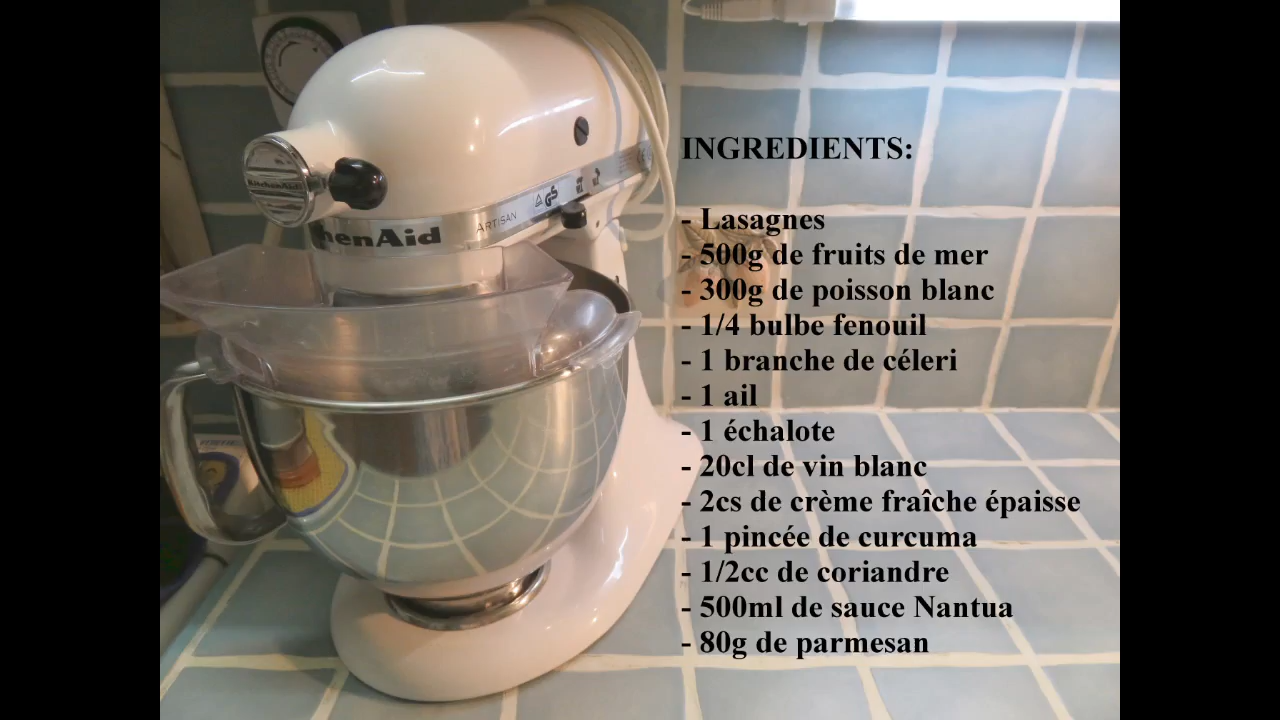 KitchenAid
ARTISAN
GS
henAid
INGREDIENTS:
- Lasagnes
- 500g de fruits de mer
- 300g de poisson blanc
- 1/4 bulbe fenouil
- 1 branche de céleri
- 1 ail
- 1 échalote
- 20cl de vin blanc
- 2cs de crème fraîche épaisse
- 1 pincée de curcuma
- 1/2cc de coriandre
- 500ml de sauce Nantua
- 80g de parmesan